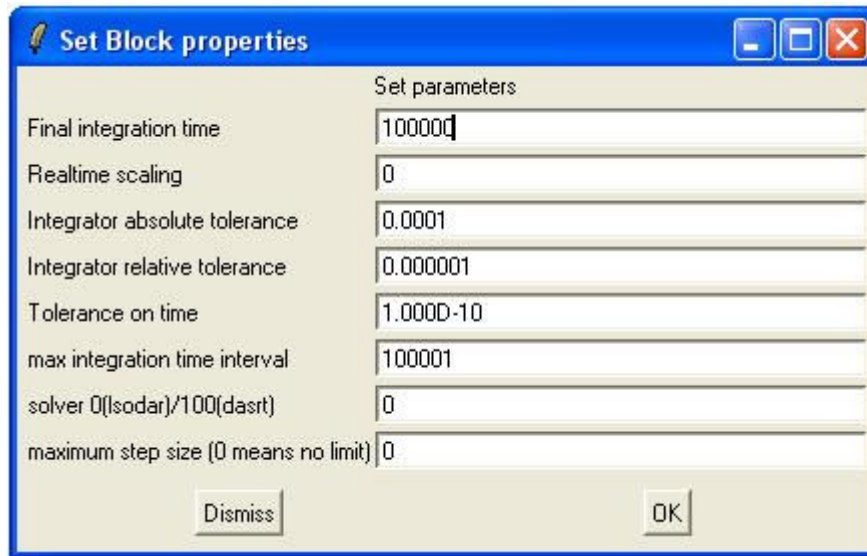 Set Block properties
Set parameters
Final integration time 100000
Realtime scaling 0
Integrator absolute tolerance 0.0001
Integrator relative tolerance 0.000001
Tolerance on time 1.000D-10
max integration time interval 100001
solver 0(lsodar)/100(dasrt) 0
maximum step size (0 means no limit) 0
Dismiss OK